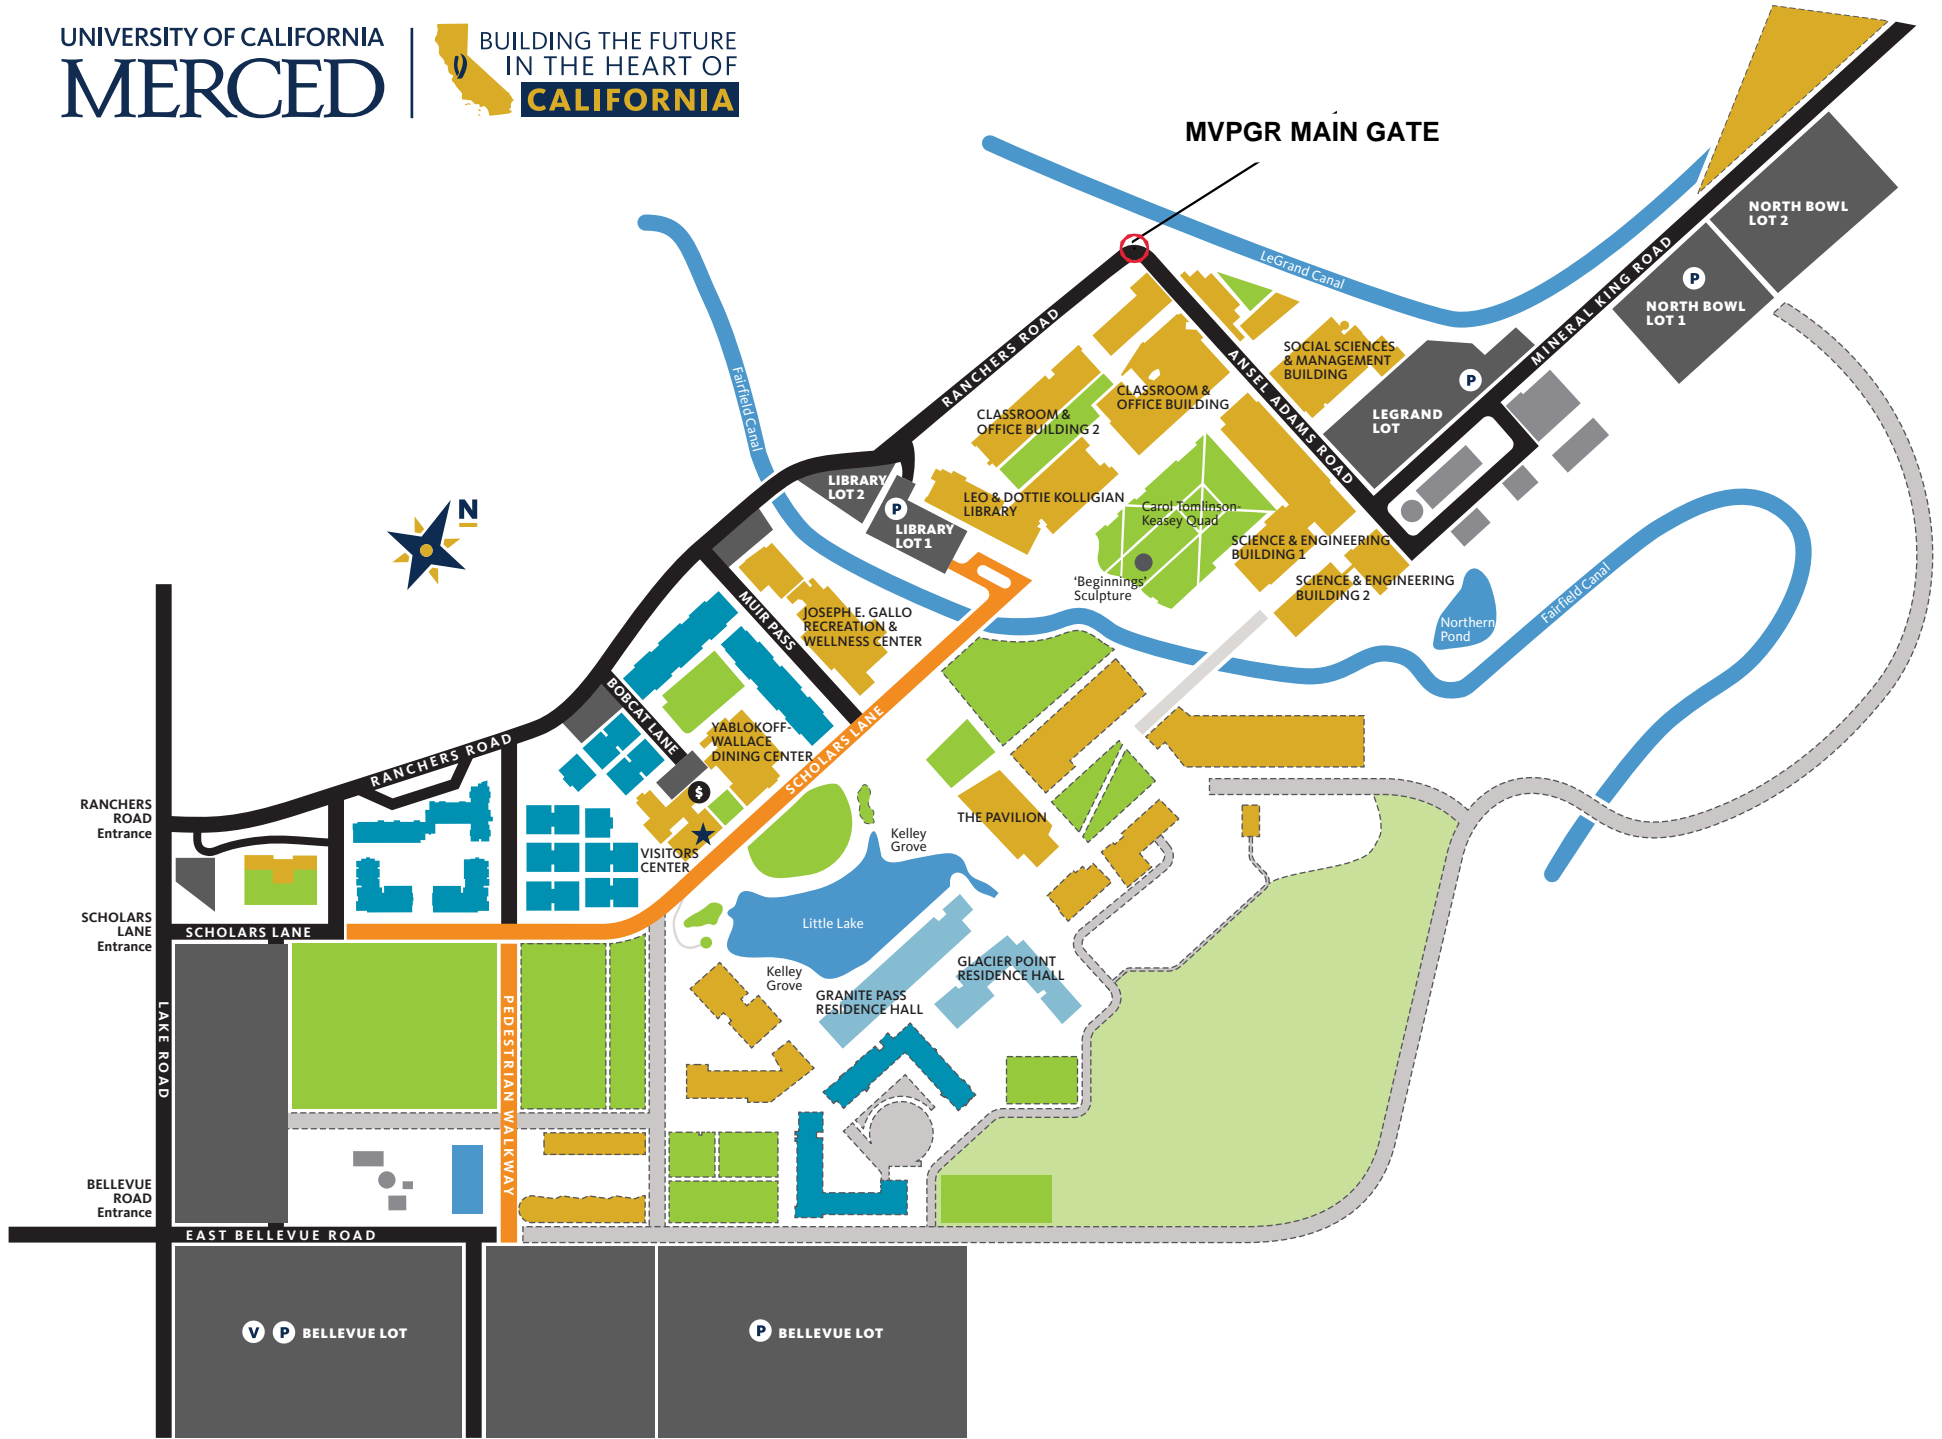 UNIVERSITY OF CALIFORNIA
MERCED
BUILDING THE FUTURE
IN THE HEART OF
CALIFORNIA
MVPGR MAIN GATE
NORTH BOWL
LOT 2
P
NORTH BOWL
LOT 1
LeGrand Canal
MINERAL KING ROAD
RANCHERS ROAD
ANSEL ADAMS ROAD
SOCIAL SCIENCES
& MANAGEMENT
BUILDING
P
LEGRAND
LOT
CLASSROOM &
OFFICE BUILDING
CLASSROOM &
OFFICE BUILDING 2
Fairfield Canal
LIBRARY
LOT 2
P
LIBRARY
LOT 1
LEO & DOTTIE KOLLIGIAN
LIBRARY
Carol Tomlinson-
Keasey Quad
SCIENCE & ENGINEERING
BUILDING 1
SCIENCE & ENGINEERING
BUILDING 2
'Beginnings'
Sculpture
Northern
Pond
Fairfield Canal
N
MUIR PASS
JOSEPH E. GALLO
RECREATION &
WELLNESS CENTER
BOBCAT LANE
YABLOKOFF-
WALLACE
DINING CENTER
SCHOLARS LANE
RANCHERS ROAD
$
VISITORS
CENTER
RANCHERS
ROAD
Entrance
THE PAVILION
Kelley
Grove
Little Lake
SCHOLARS
LANE
Entrance
SCHOLARS LANE
Kelley
Grove
GLACIER POINT
RESIDENCE HALL
GRANITE PASS
RESIDENCE HALL
LAKE ROAD
PEDESTRIAN WALKWAY
BELLEVUE
ROAD
Entrance
EAST BELLEVUE ROAD
V P BELLEVUE LOT
P BELLEVUE LOT